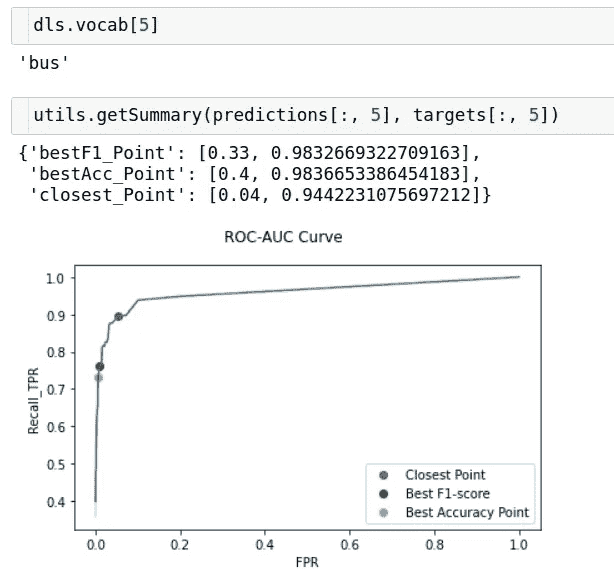 dls.vocab[5]
'bus'
utils.getSummary(predictions[:, 5], targets[:, 5])
{'bestF1_Point': [0.33, 0.9832669322709163],
'bestAcc_Point': [0.4, 0.9836653386454183],
'closest_Point': [0.04, 0.9442231075697212]}
ROC-AUC Curve
1.0
0.9
0.8
0.7
0.6
0.5
0.4
Recall_TPR
Closest Point
Best F1-score
Best Accuracy Point
0.0 0.2 0.4 0.6 0.8 1.0
FPR